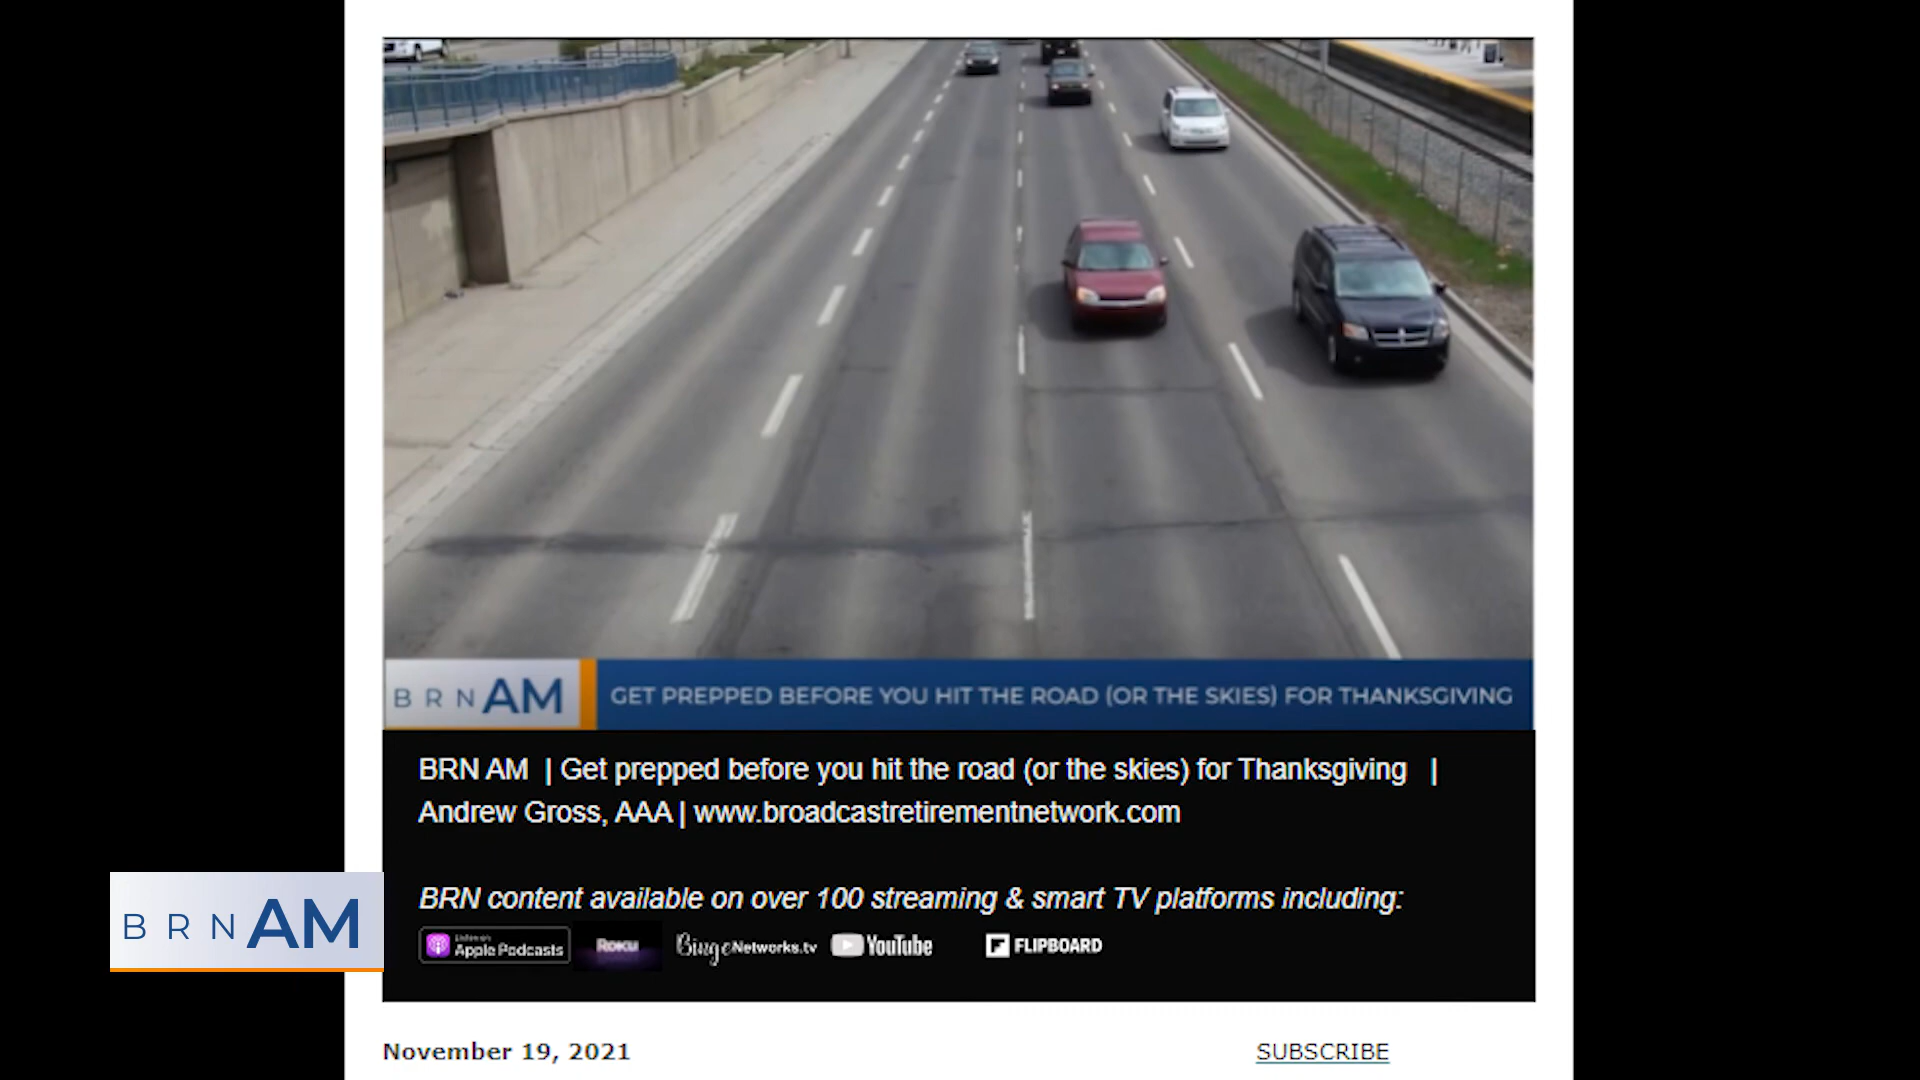 BRN AM GET PREPPED BEFORE YOU HIT THE ROAD (OR THE SKIES) FOR THANKSGIVING
BRN AM | Get prepped before you hit the road (or the skies) for Thanksgiving |
Andrew Gross, AAA | www.broadcastretirementnetwork.com
BRN content available on over 100 streaming & smart TV platforms including:
BRN AM
Listen on
Apple Podcasts
Roku
BingeNetworks.tv
YouTube
FLIPBOARD
November 19, 2021
SUBSCRIBE